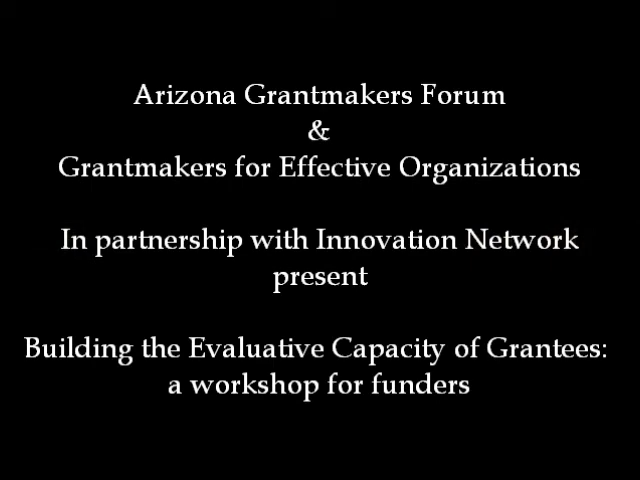 Arizona Grantmakers Forum
&
Grantmakers for Effective Organizations
In partnership with Innovation Network
present
Building the Evaluative Capacity of Grantees:
a workshop for funders